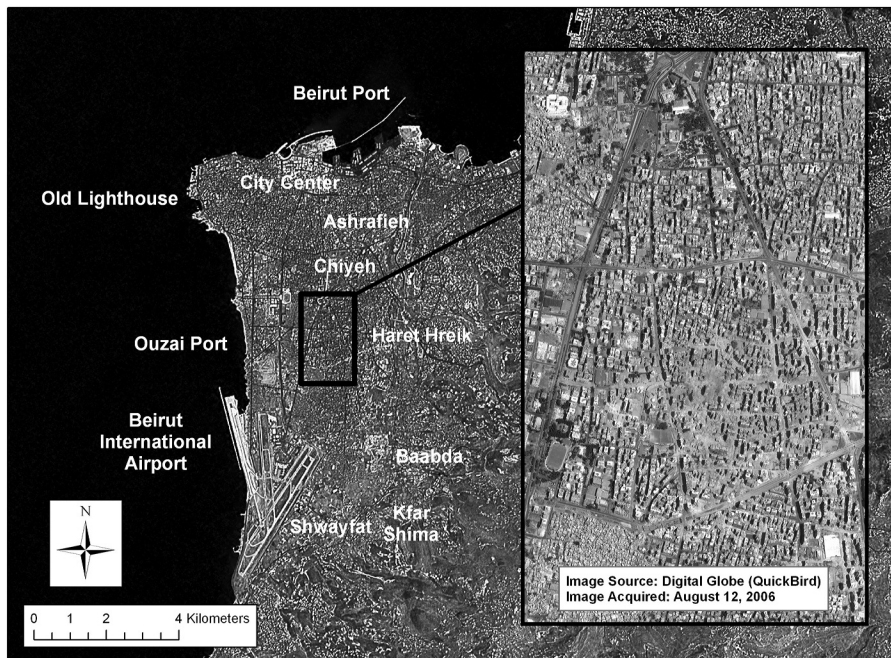 Beirut Port
City Center
Old Lighthouse
Ashrafieh
Chiyeh
Haret Hreik
Ouzai Port
Beirut
International
Airport
Baabda
Shwayfat
Kfar
Shima
N
0 1 2 4 Kilometers
Image Source: Digital Globe (QuickBird)
Image Acquired: August 12, 2006